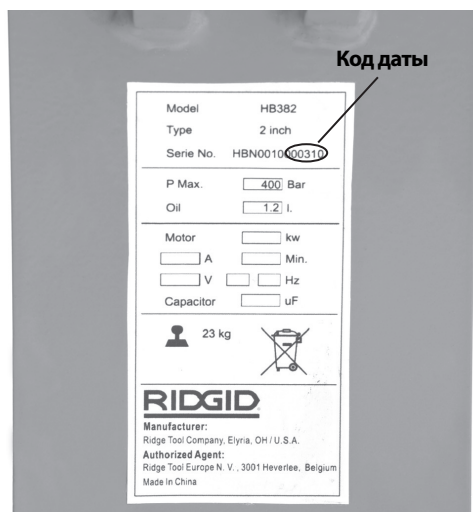 Код даты
Model HB382
Type 2 inch
Serie No. HBN0010000310
P Max. 400 Bar
Oil 1.2 l.
Motor kw
A Min.
V Hz
Capacitor uF
23 kg
RIDGID
Manufacturer:
Ridge Tool Company, Elyria, OH / U.S.A.
Authorized Agent:
Ridge Tool Europe N. V. , 3001 Heverlee, Belgium
Made In China